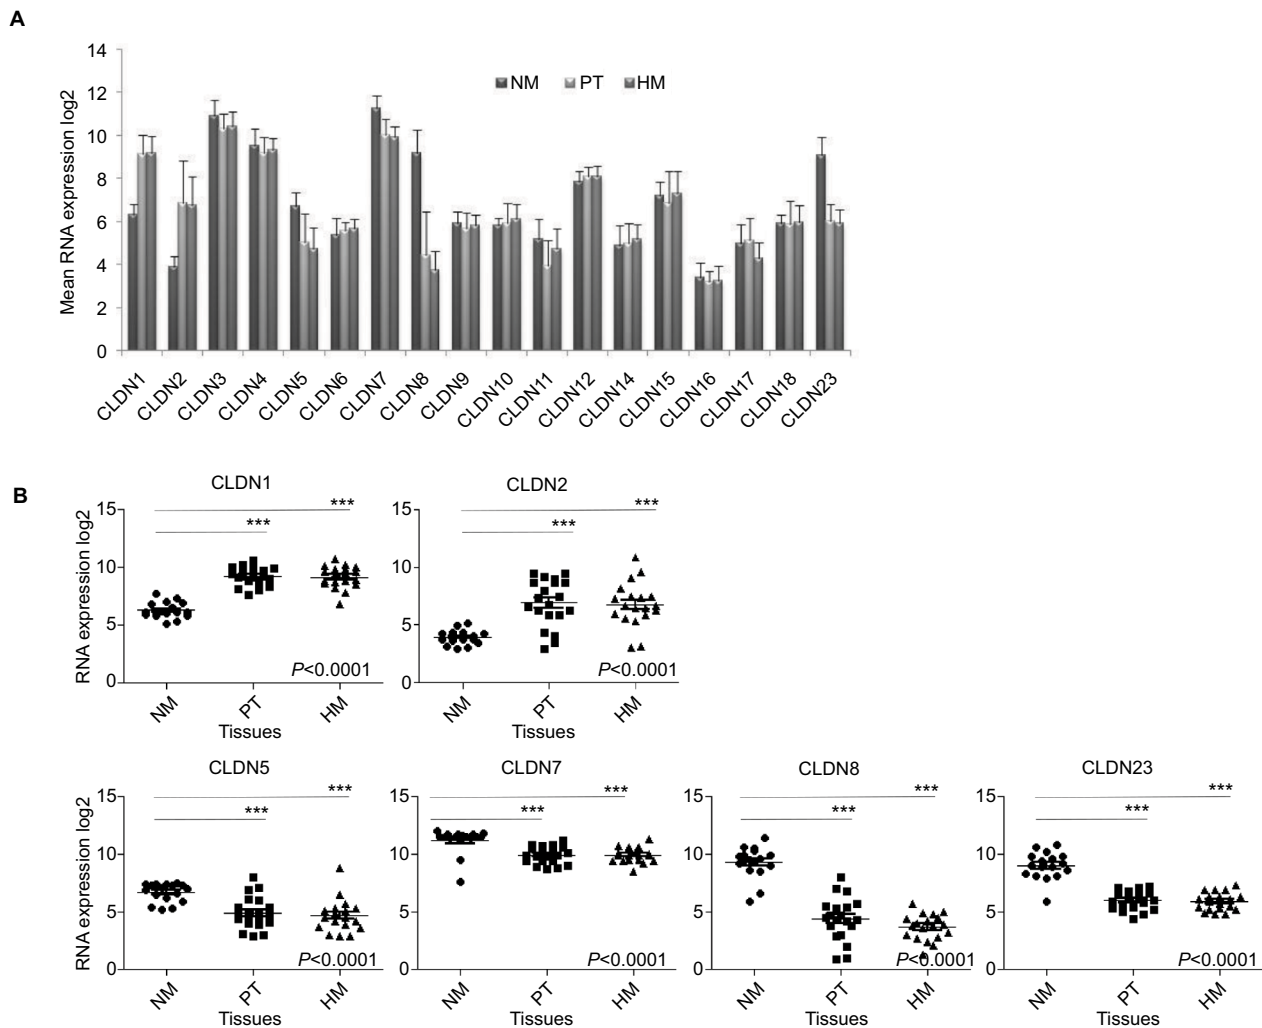 A
14
12
10
8
6
4
2
0
Mean RNA expression log2
NM PT HM
CLDN1 CLDN2 CLDN3 CLDN4 CLDN5 CLDN6 CLDN7 CLDN8 CLDN9 CLDN10 CLDN11 CLDN12 CLDN14 CLDN15 CLDN16 CLDN17 CLDN18 CLDN23
B
CLDN1
***
***
15
10
5
0
RNA expression log2
P<0.0001
NM PT HM
Tissues
CLDN2
***
***
15
10
5
0
P<0.0001
NM PT HM
Tissues
CLDN5
***
***
15
10
5
0
RNA expression log2
P<0.0001
NM PT HM
Tissues
CLDN7
***
***
15
10
5
0
P<0.0001
NM PT HM
Tissues
CLDN8
***
***
15
10
5
0
P<0.0001
NM PT HM
Tissues
CLDN23
***
***
15
10
5
0
P<0.0001
NM PT HM
Tissues